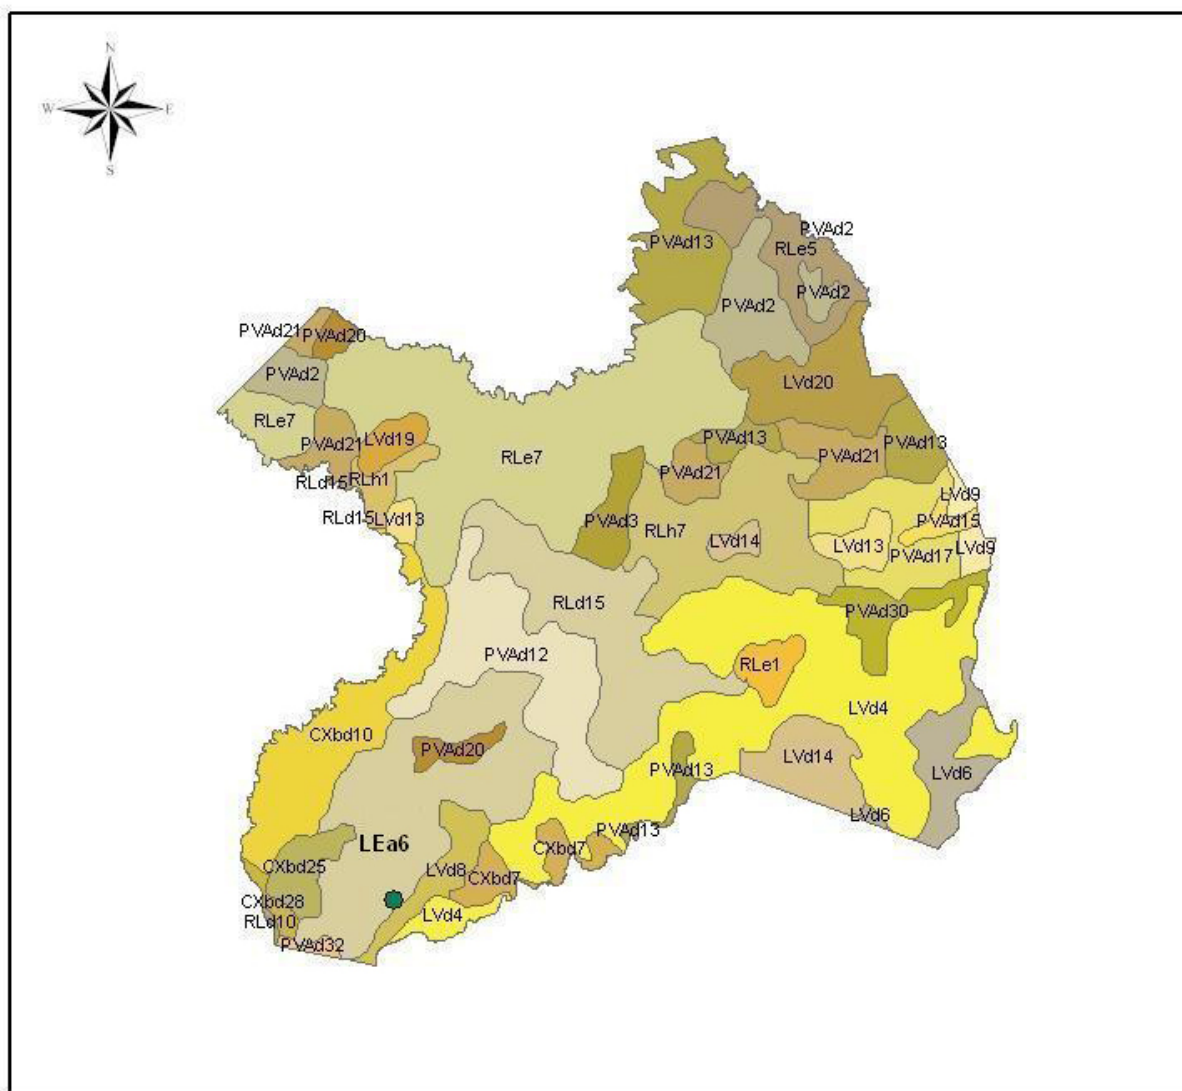 N
W E
S
PVAd2
PVAd13
RLe5
PVAd2
PVAd2
PVAd21
PVAd20
PVAd2
LVd20
RLe7
PVAd21
LVd19
PVAd13
PVAd13
RLe7
PVAd21
PVAd21
RLd15
RLh1
LVd9
RLd15
LVd13
PVAd3
RLh7
PVAd15
LVd14
LVd13
PVAd17
LVd9
RLd15
PVAd30
PVAd12
RLe1
LVd4
CXbd10
PVAd20
PVAd13
LVd14
LVd6
LVd6
PVAd13
LEa6
CXbd7
CXbd25
LVd8
CXbd7
CXbd28
LVd4
RLd10
PVAd32